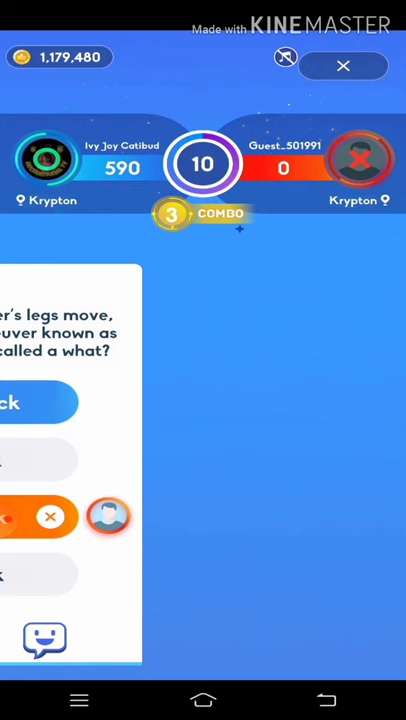 Made with KINEMASTER
1,179,480
Ivy Joy Catibud
590
10
Guest_501991
0
Krypton
Krypton
3 COMBO
er's legs move,
euver known as
called a what?
ck
k